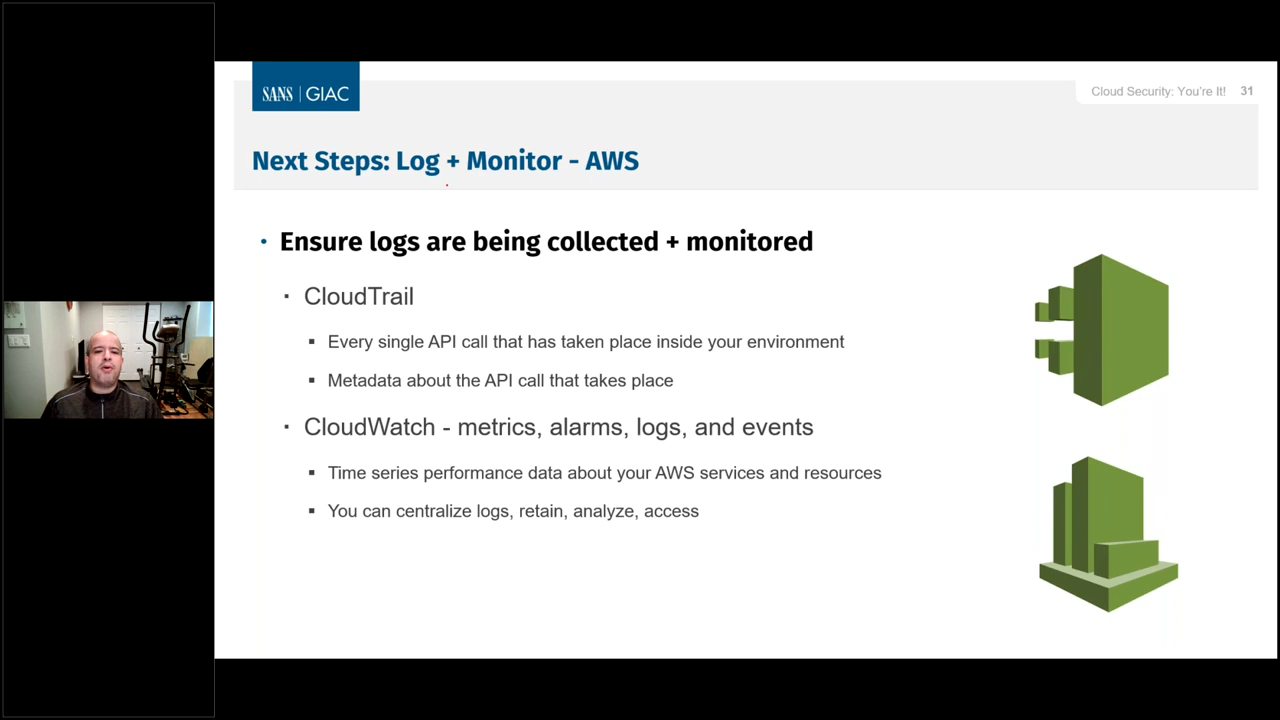 SANS | GIAC
Cloud Security: You're It! 31
Next Steps: Log + Monitor - AWS
• Ensure logs are being collected + monitored
▪ CloudTrail
▪ Every single API call that has taken place inside your environment
▪ Metadata about the API call that takes place
▪ CloudWatch - metrics, alarms, logs, and events
▪ Time series performance data about your AWS services and resources
▪ You can centralize logs, retain, analyze, access